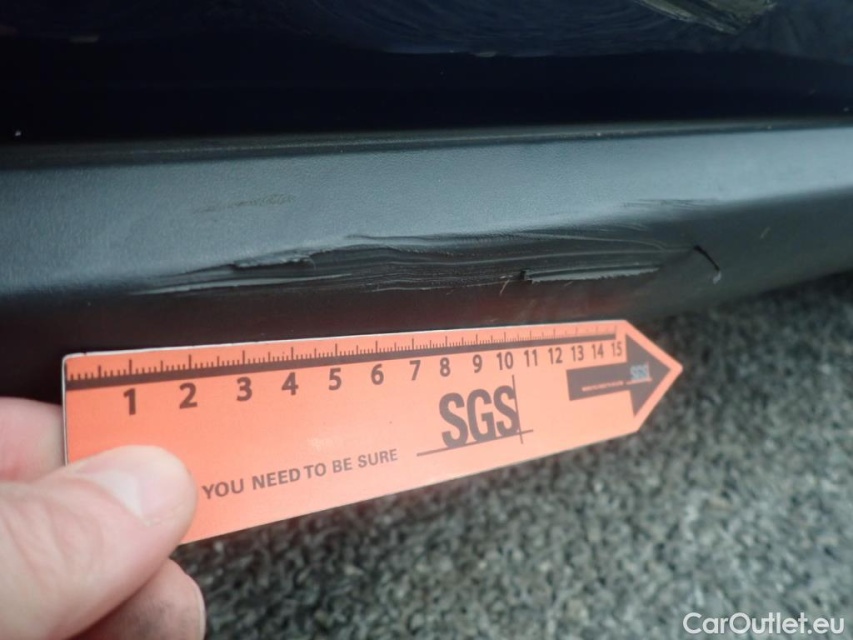 1 2 3 4 5 6 7 8 9 10 11 12 13 14 15
SGS
YOU NEED TO BE SURE
CarOutlet.eu